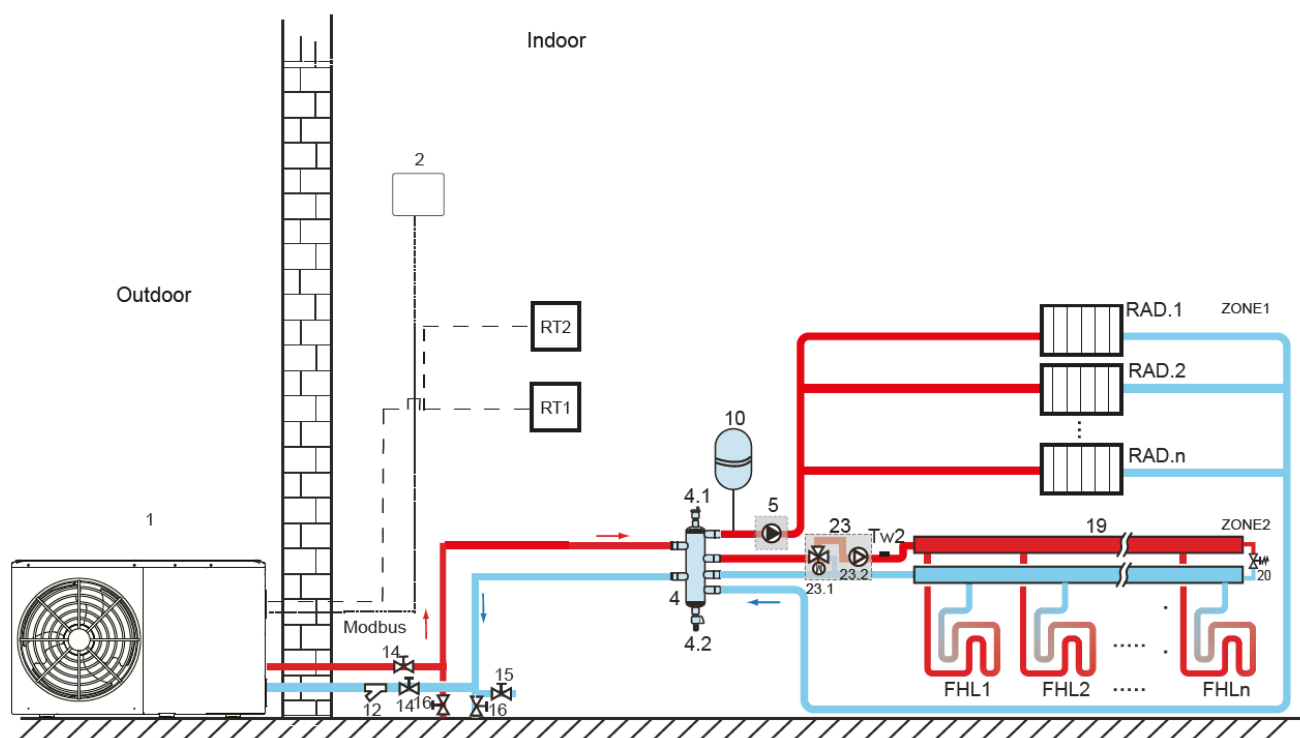 Indoor
2
Outdoor
RT2
RT1
RAD.1
ZONE1
RAD.2
RAD.n
10
4.1
5
1
23
Tw2
19
ZONE2
20
23.1
23.2
4
4.2
Modbus
14
15
12
14
16
16
FHL1
FHL2
FHLn